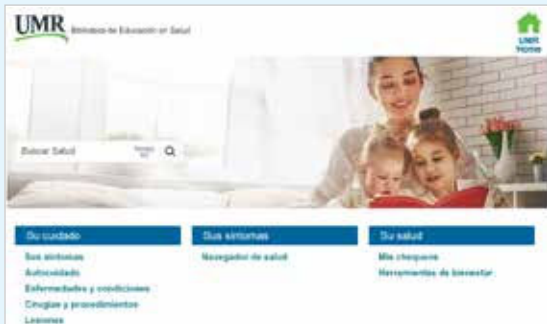 UMR Biblioteca de Educación en Salud
UMR
Home
Buscar Salud
Su cuidado
Sus síntomas
Autocuidado
Enfermedades y condiciones
Cirugías y procedimientos
Lesiones
Sus síntomas
Navegador de salud
Su salud
Mis chequeos
Herramientas de bienestar